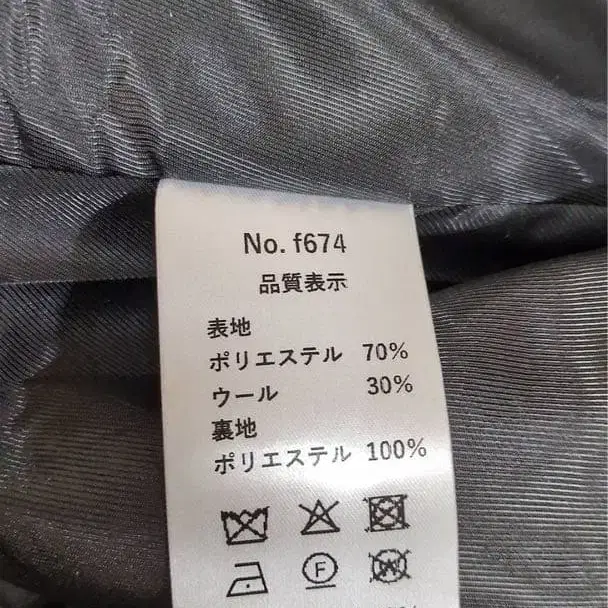 No. f674
品質表示
表地
ポリエステル 70%
ウール 30%
裏地
ポリエステル 100%
F